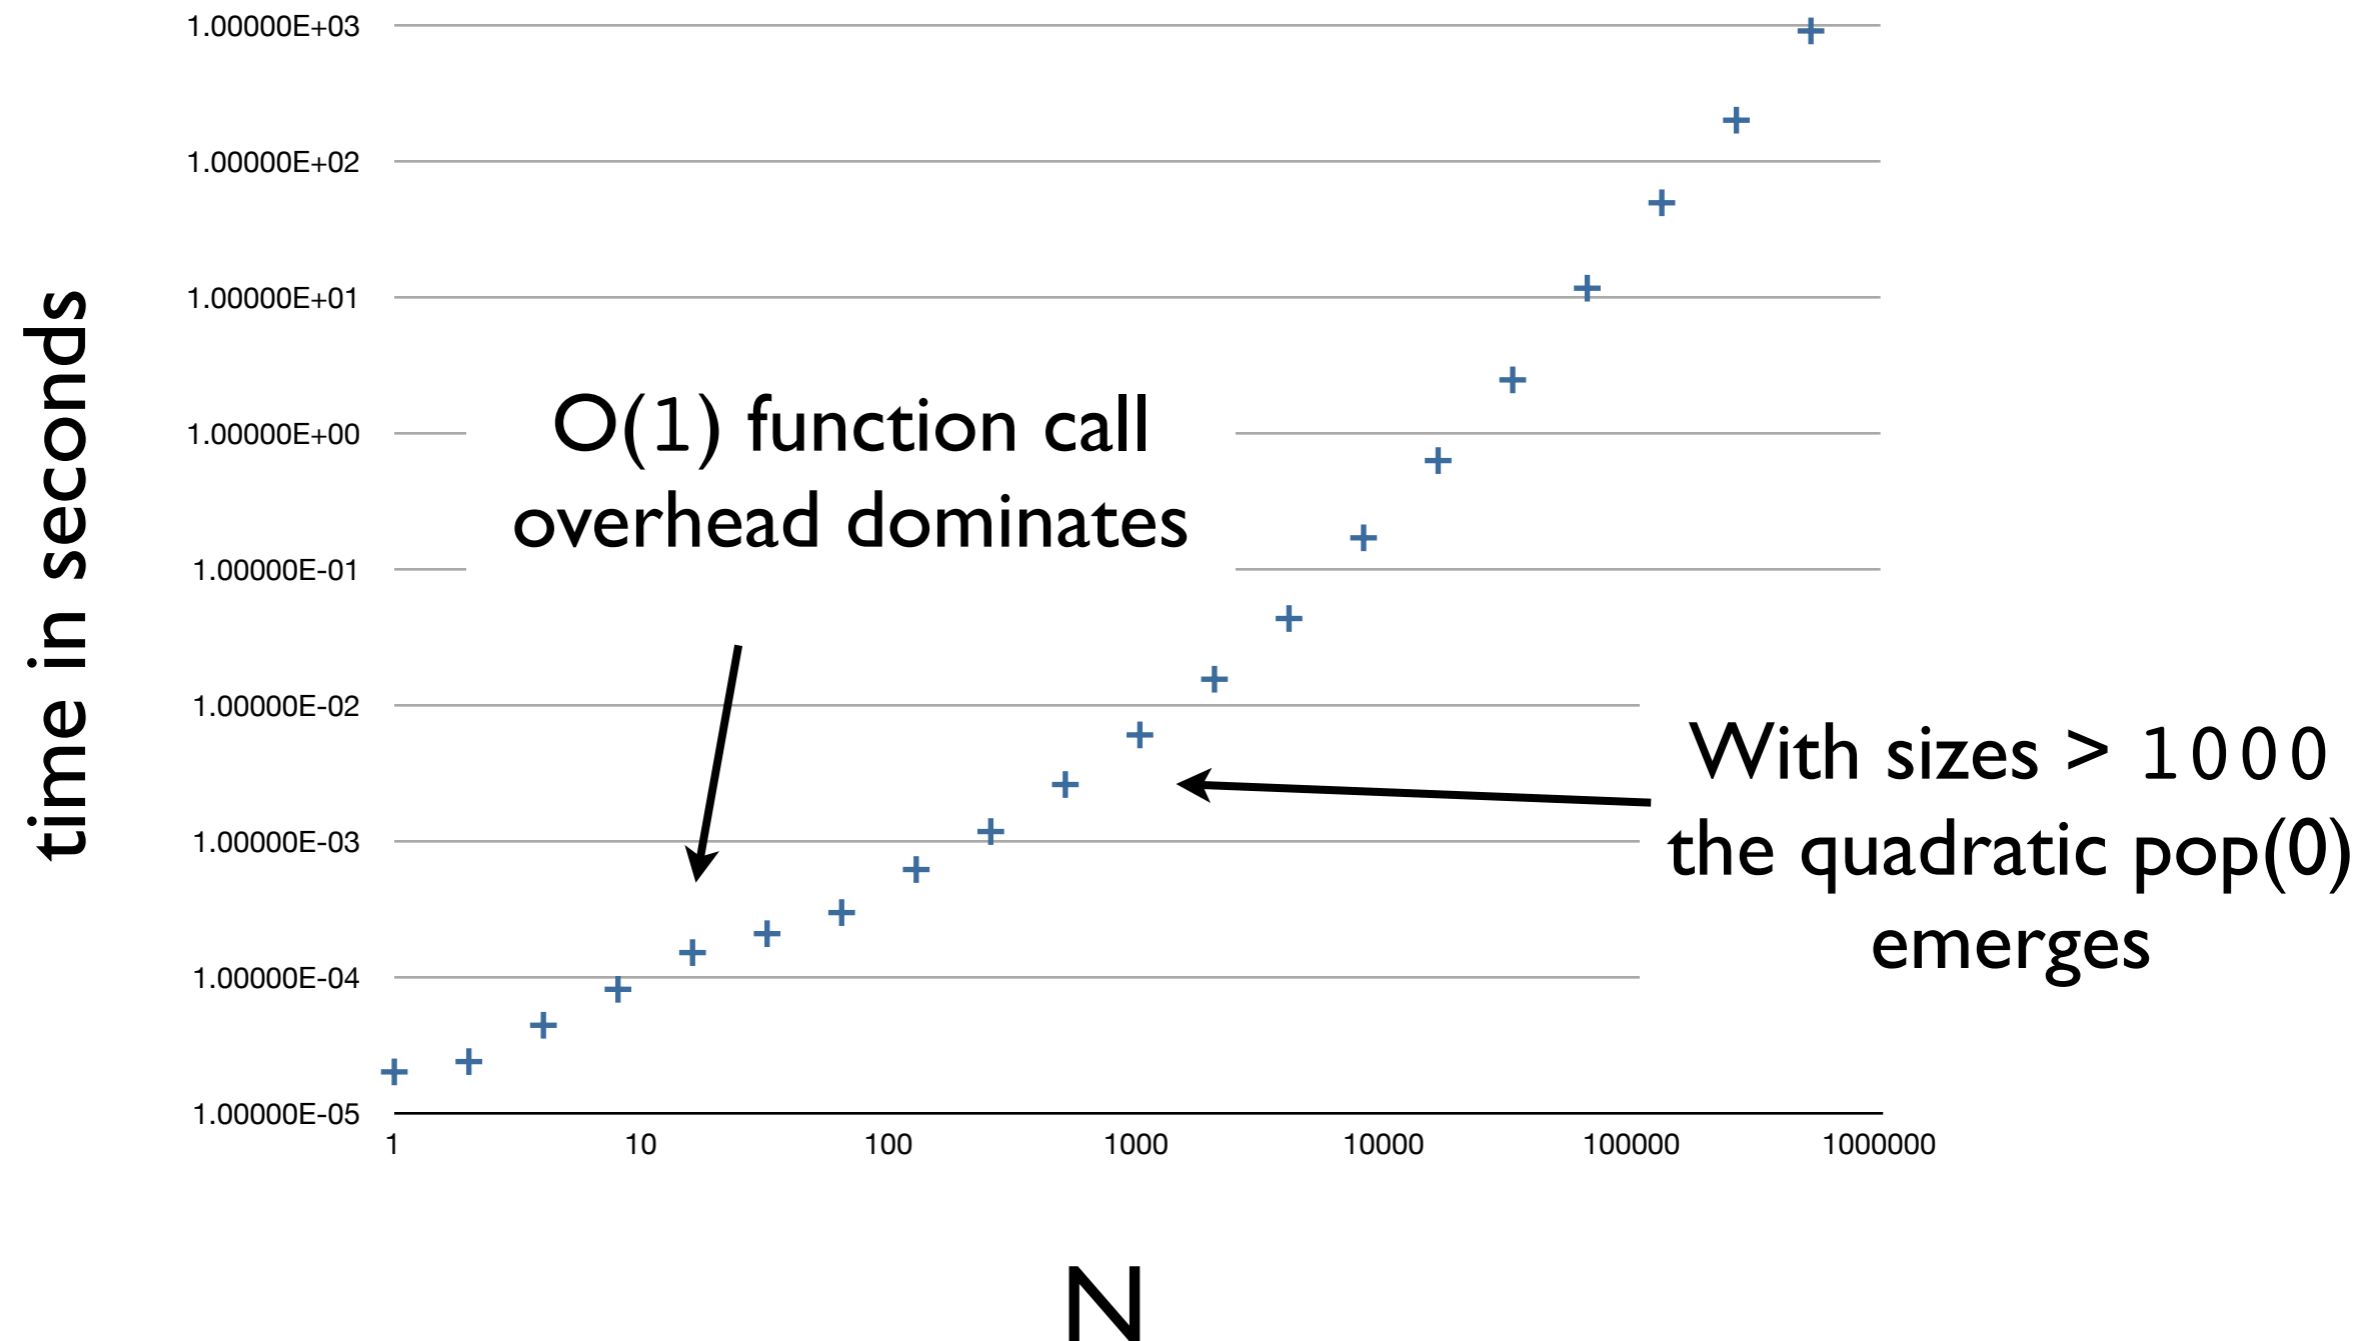 1.00000E+03
1.00000E+02
1.00000E+01
1.00000E+00
1.00000E-01
1.00000E-02
1.00000E-03
1.00000E-04
1.00000E-05
time in seconds
O(1) function call
overhead dominates
With sizes > 1000
the quadratic pop(0)
emerges
1
10
100
1000
10000
100000
1000000
N